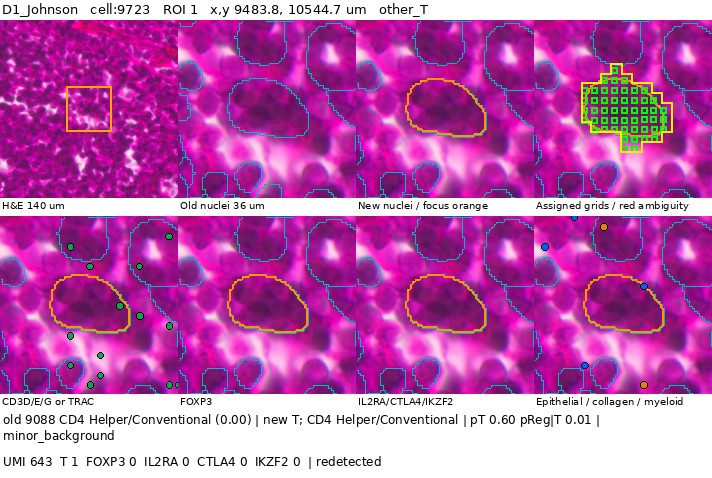 D1_Johnson   cell:9723   ROI 1   x,y 9483.8, 10544.7 um   other_T
H&E 140 um
Old nuclei 36 um
New nuclei / focus orange
Assigned grids / red ambiguity
CD3D/E/G or TRAC
FOXP3
IL2RA/CTLA4/IKZF2
Epithelial / collagen / myeloid
old 9088 CD4 Helper/Conventional (0.00) | new T; CD4 Helper/Conventional | pT 0.60 pReg|T 0.01 |
minor_background
UMI 643  T 1  FOXP3 0  IL2RA 0  CTLA4 0  IKZF2 0  | redetected